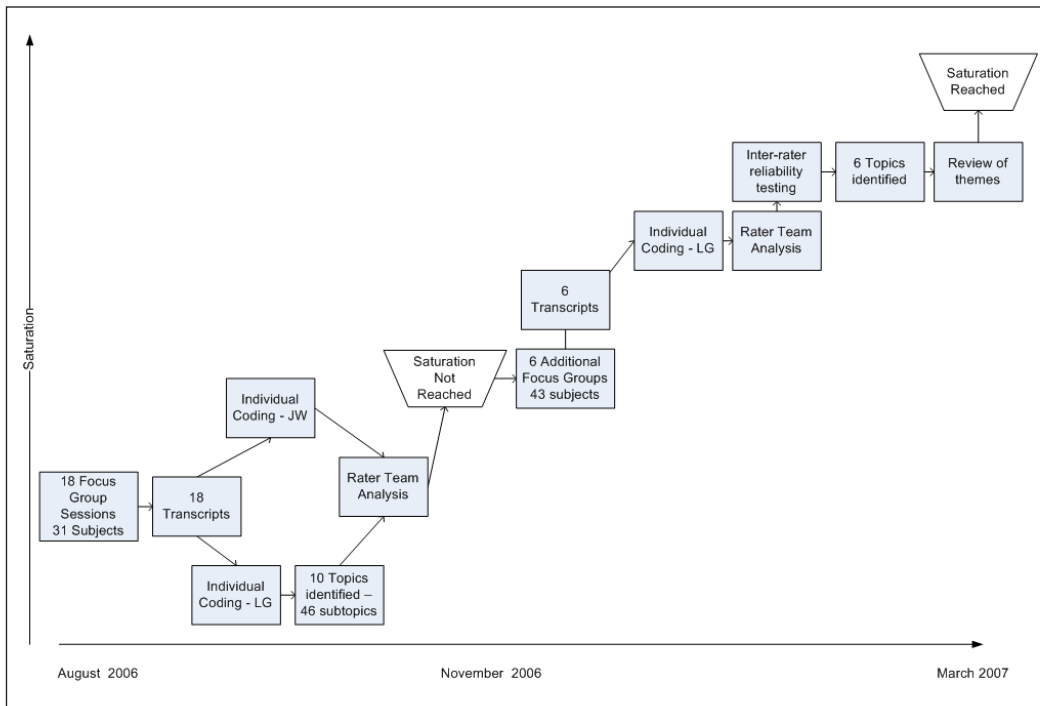 Saturation
Reached
Inter-rater
reliability
testing
6 Topics
identified
Review of
themes
Individual
Coding - LG
Rater Team
Analysis
6
Transcripts
Saturation
Saturation
Not
Reached
6 Additional
Focus Groups
43 subjects
Individual
Coding - JW
18 Focus
Group
Sessions
31 Subjects
18
Transcripts
Rater Team
Analysis
Individual
Coding - LG
10 Topics
identified –
46 subtopics
August 2006
November 2006
March 2007